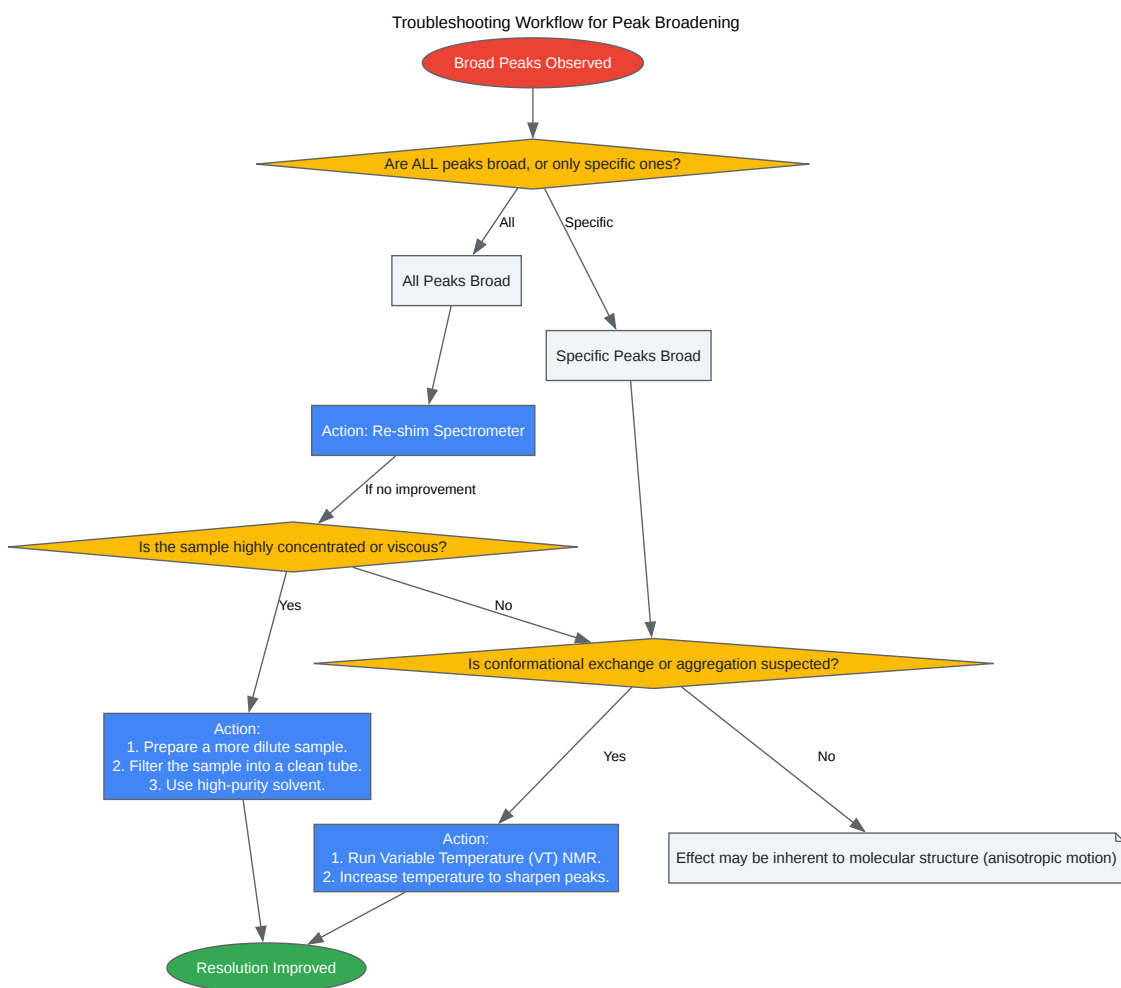 Troubleshooting Workflow for Peak Broadening
Broad Peaks Observed
Are ALL peaks broad, or only specific ones?
All
Specific
All Peaks Broad
Specific Peaks Broad
Action: Re-shim Spectrometer
If no improvement
Is the sample highly concentrated or viscous?
Yes
No
Is conformational exchange or aggregation suspected?
Action:
1. Prepare a more dilute sample.
2. Filter the sample into a clean tube.
3. Use high-purity solvent.
Yes
No
Action:
1. Run Variable Temperature (VT) NMR.
2. Increase temperature to sharpen peaks.
Effect may be inherent to molecular structure (anisotropic motion)
Resolution Improved